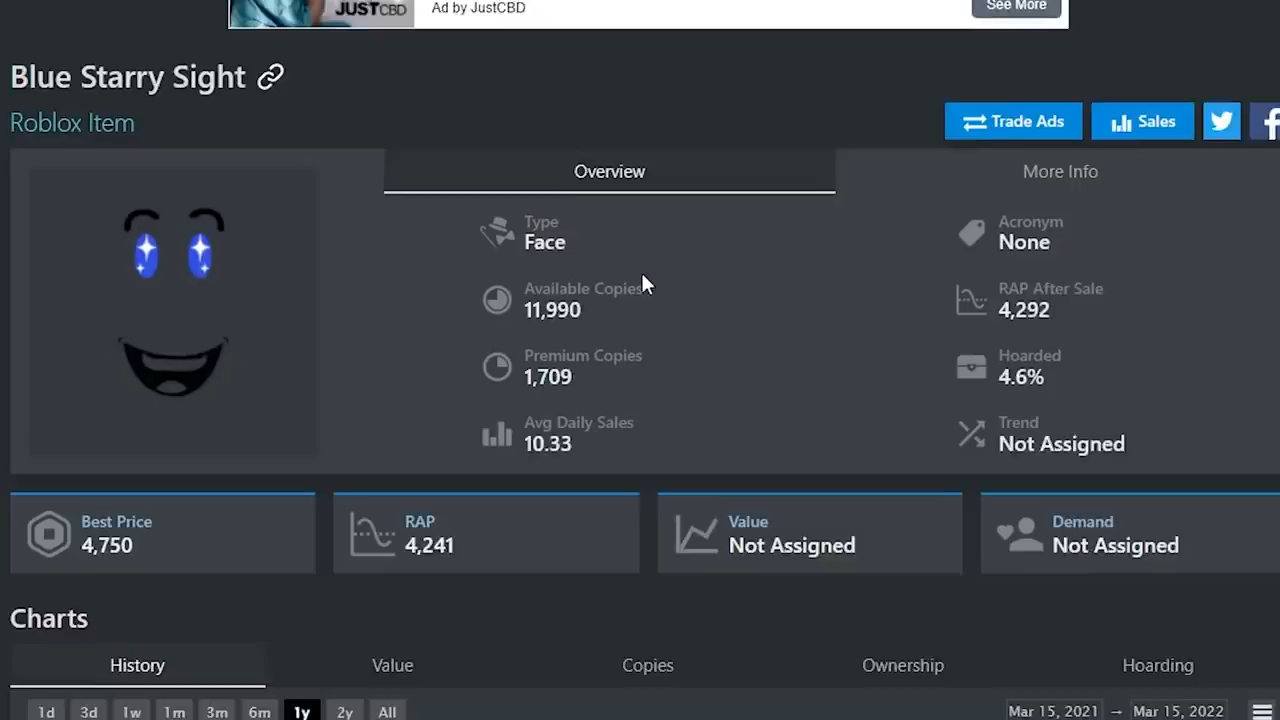 JUSTCBD
Ad by JustCBD
See More
Blue Starry Sight
Roblox Item
Trade Ads
Sales
Overview
More Info
Type
Face
Acronym
None
Available Copies
11,990
RAP After Sale
4,292
Premium Copies
1,709
Hoarded
4.6%
Avg Daily Sales
10.33
Trend
Not Assigned
Best Price
4,750
RAP
4,241
Value
Not Assigned
Demand
Not Assigned
Charts
History
Value
Copies
Ownership
Hoarding
1d 3d 1w 1m 3m 6m 1y 2y All
Mar 15, 2021 → Mar 15, 2022